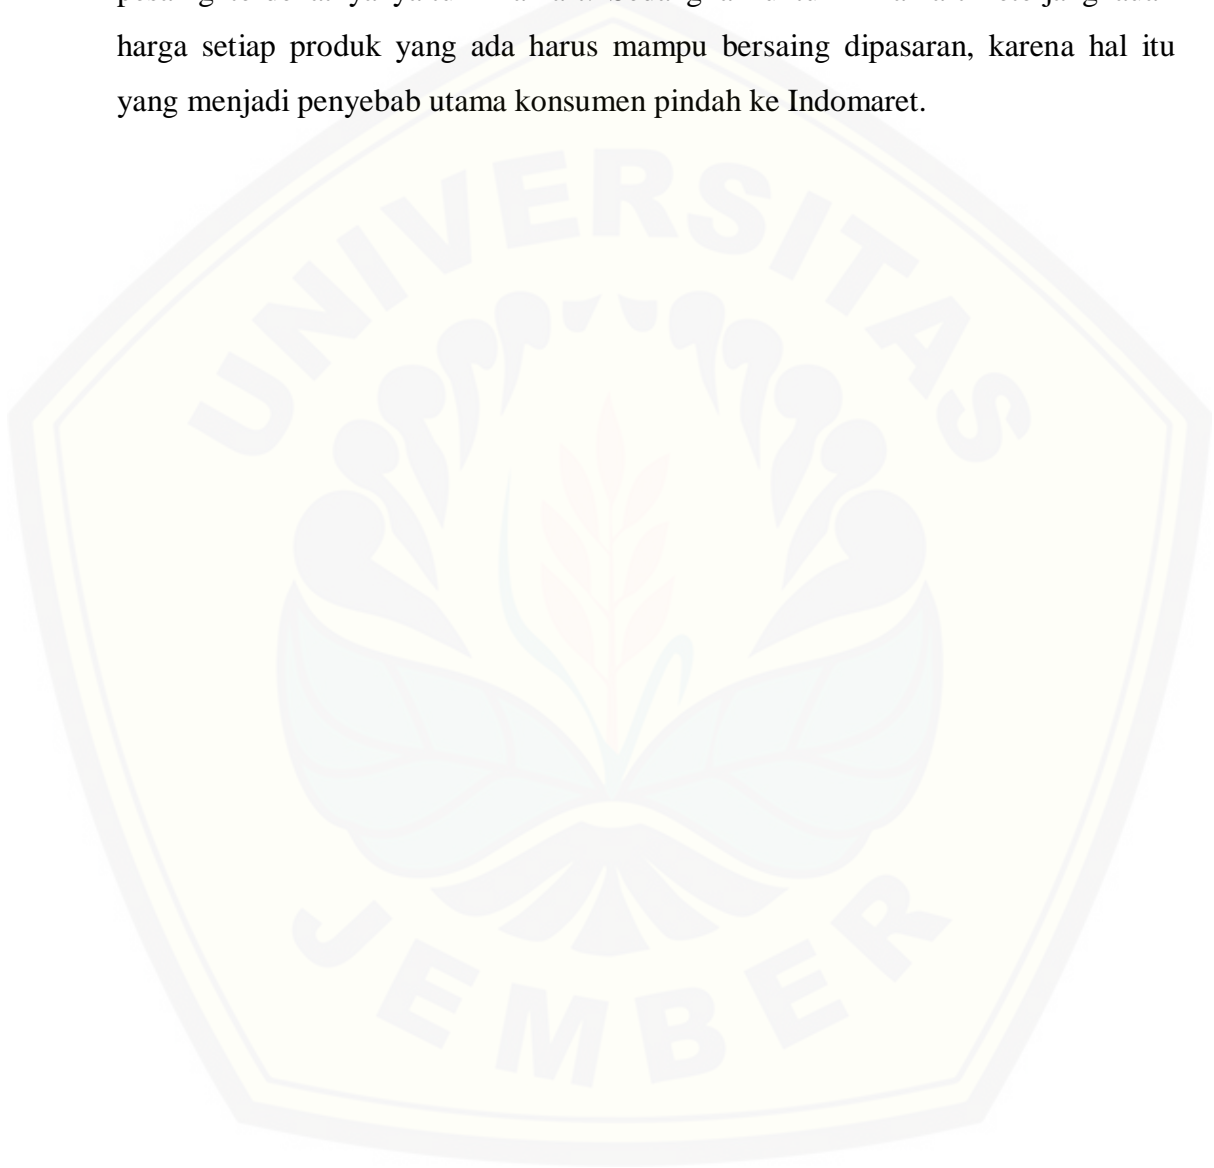 harga setiap produk yang ada harus mampu bersaing dipasaran, karena hal itu
yang menjadi penyebab utama konsumen pindah ke Indomaret.
UNIVERSITAS
JEMBER